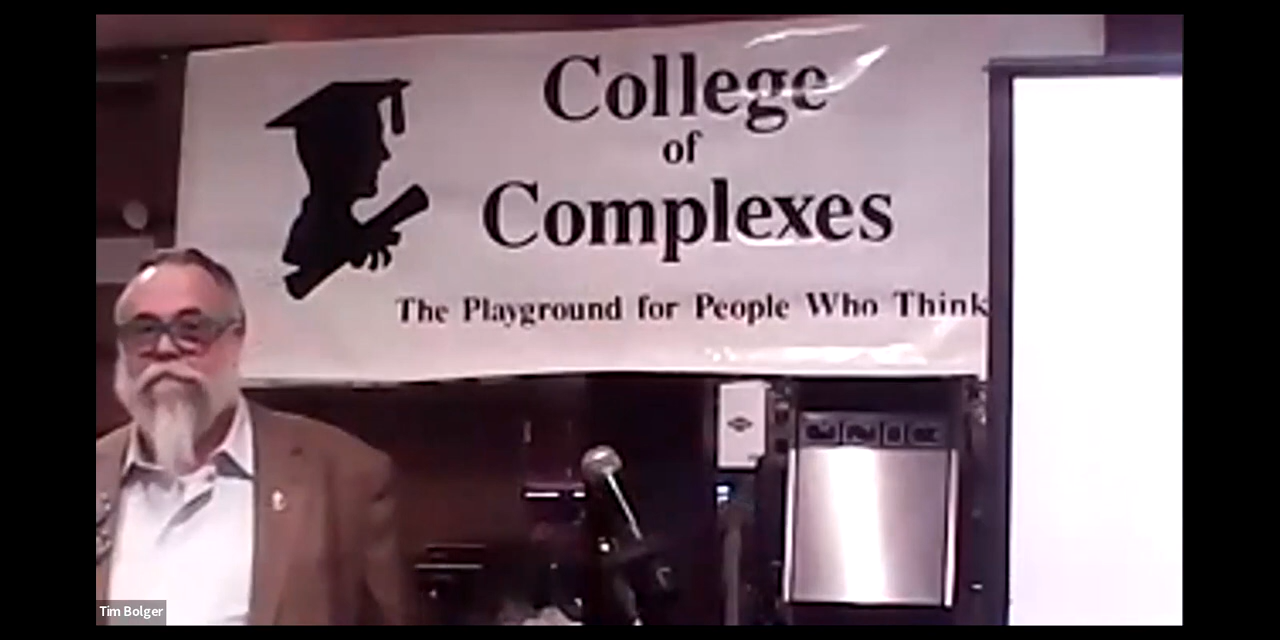 College
of
Complexes
The Playground for People Who Think
Tim Bolger